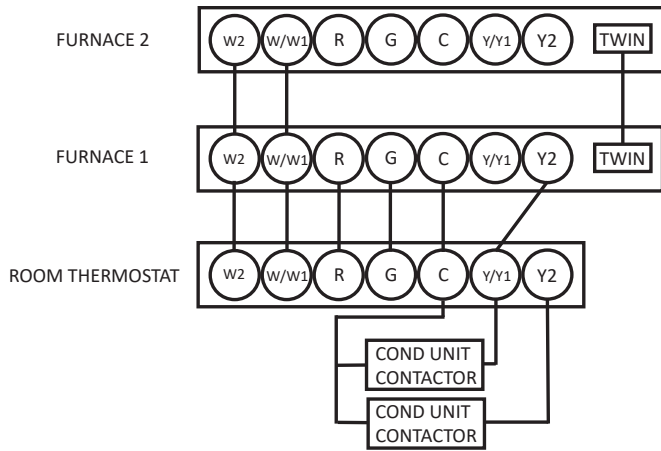 FURNACE 2 W2 W/W1 R G C Y/Y1 Y2 TWIN
FURNACE 1 W2 W/W1 R G C Y/Y1 Y2 TWIN
ROOM THERMOSTAT W2 W/W1 R G C Y/Y1 Y2
COND UNIT
CONTACTOR
COND UNIT
CONTACTOR